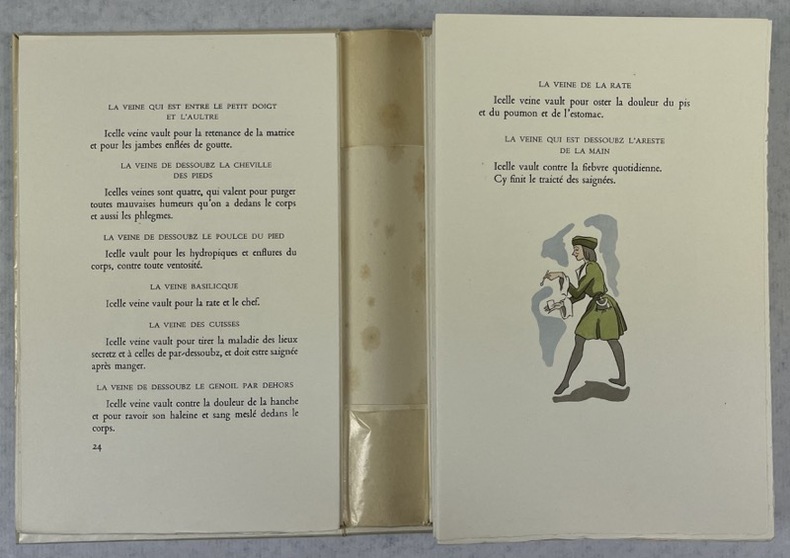 LA VEINE QUI EST ENTRE LE PETIT DOIGT
ET L'AULTRE
Icelle veine vault pour la retenance de la matrice
et pour les jambes enflées de goutte.
LA VEINE DE DESSOUBZ LA CHEVILLE
DES PIEDS
Icelles veines sont quatre, qui valent pour purger
toutes mauvaises humeurs qu'on a dedans le corps
et aussi les phlegmes.
LA VEINE DE DESSOUBZ LE POULCE DU PIED
Icelle vault pour les hydropiques et enflures du
corps, contre toute ventosité.
LA VEINE BASILICQUE
Icelle veine vault pour la rate et le chef.
LA VEINE DES CUISSES
Icelle veine vault pour tirer la maladie des lieux
secretz et à celles de par-dessoubz, et doit estre saignée
après manger.
LA VEINE DE DESSOUBZ LE GENOIL PAR DEHORS
Icelle veine vault contre la douleur de la hanche
et pour ravoir son haleine et sang meslé dedans le
corps.
24
LA VEINE DE LA RATE
Icelle veine vault pour oster la douleur du pis
et du poumon et de l'estomac.
LA VEINE QUI EST DESSOUBZ L'ARESTE
DE LA MAIN
Icelle vault contre la fiebvre quotidienne.
Cy finit le traicté des saignées.